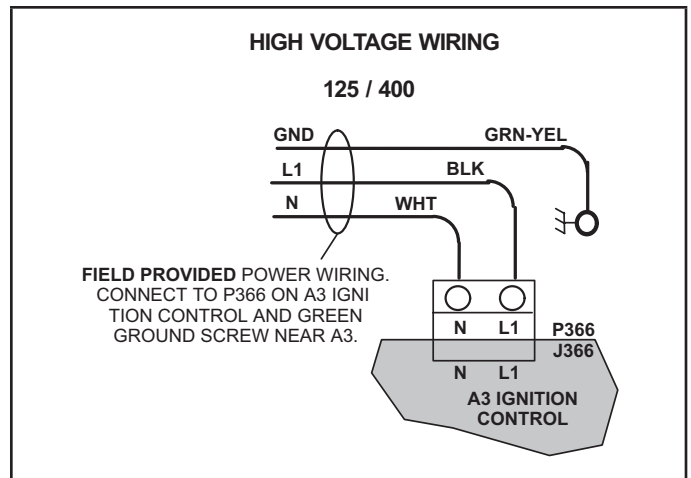 HIGH VOLTAGE WIRING
125 / 400
GND GRN-YEL
L1 BLK
N WHT
FIELD PROVIDED POWER WIRING.
CONNECT TO P366 ON A3 IGNI
TION CONTROL AND GREEN
GROUND SCREW NEAR A3.
N L1 P366
J366
N L1
A3 IGNITION
CONTROL